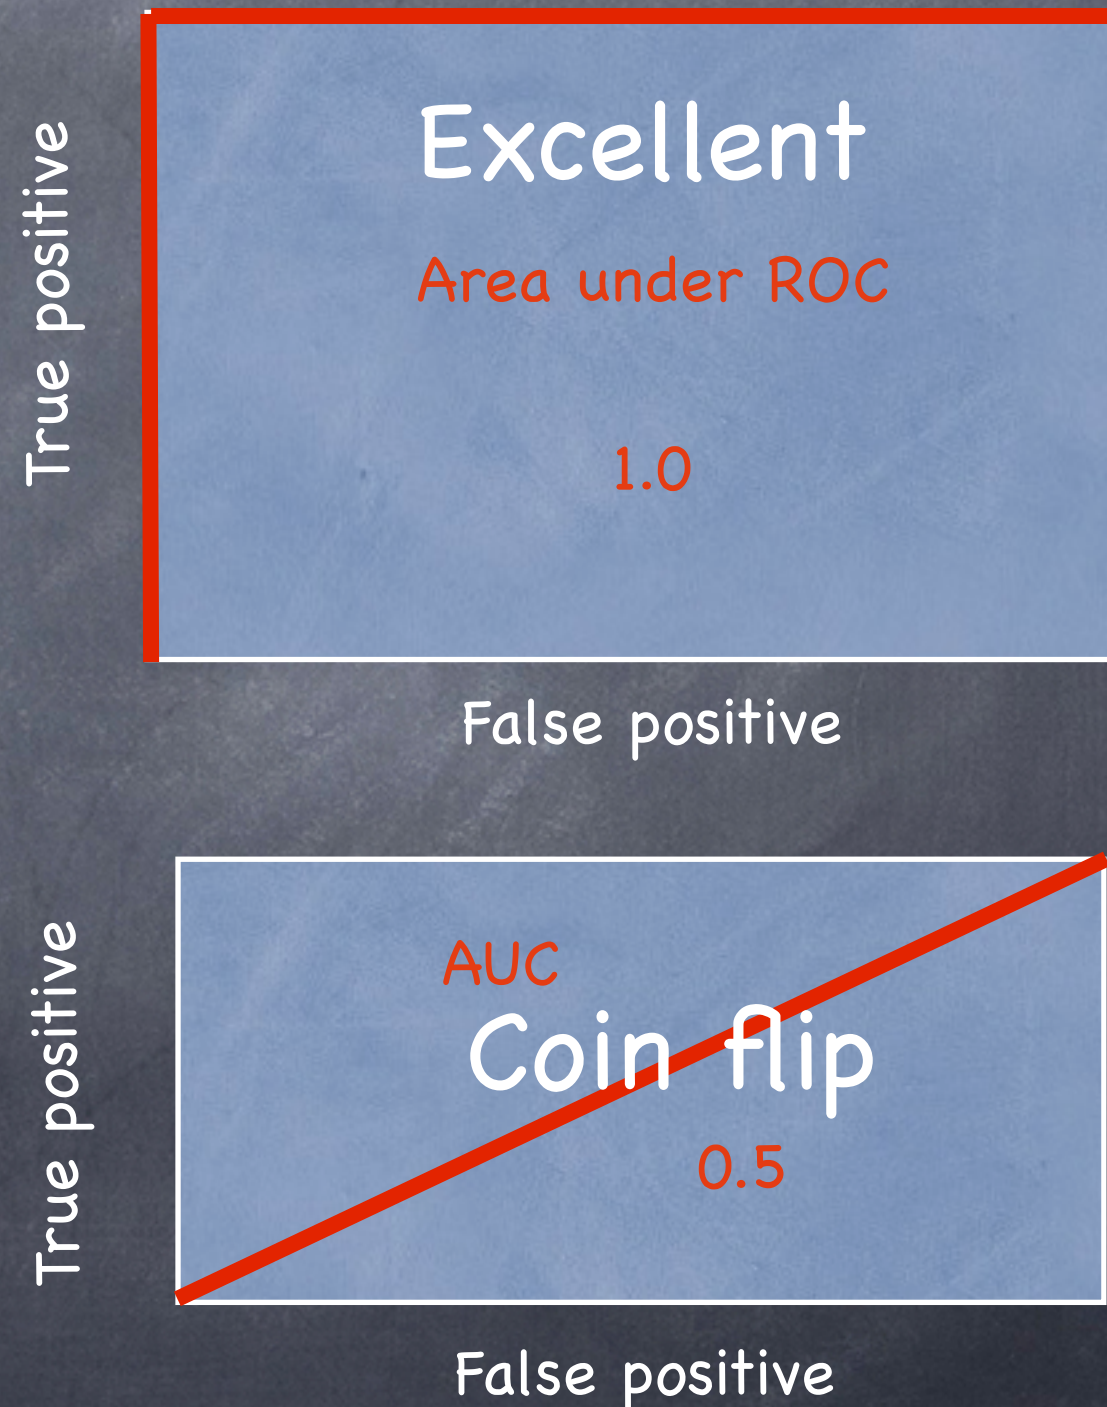 True positive
Excellent
Area under ROC
1.0
False positive
True positive
AUC
Coin flip
0.5
False positive